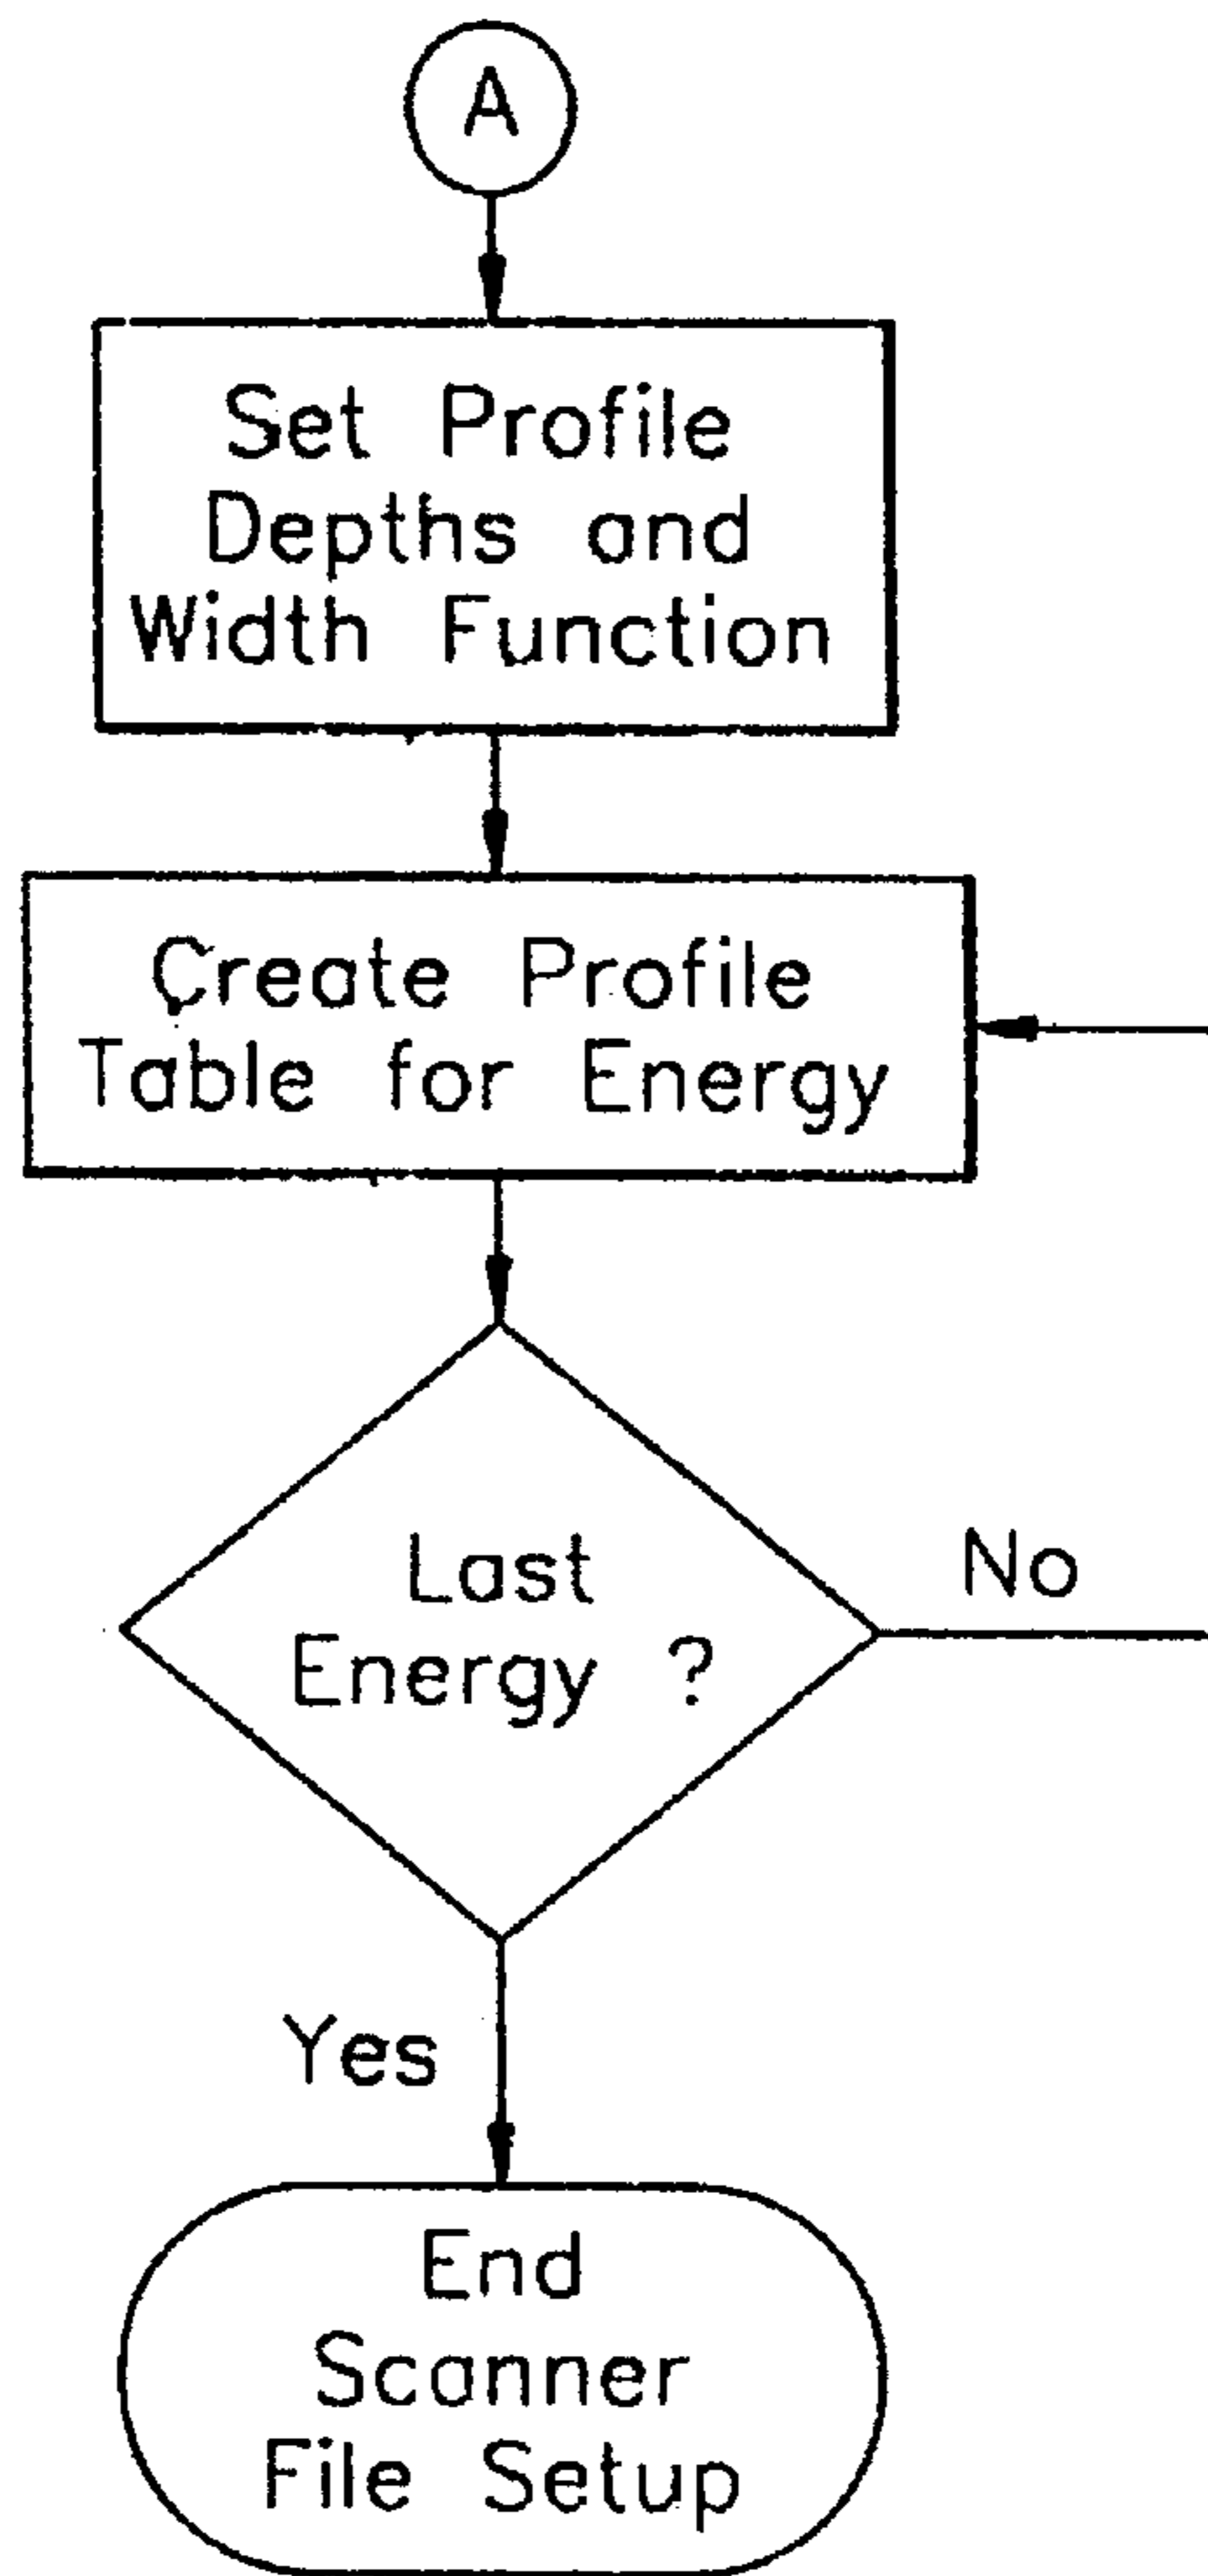 A
Set Profile
Depths and
Width Function
Create Profile
Table for Energy
Last
Energy ?
No
Yes
End
Scanner
File Setup